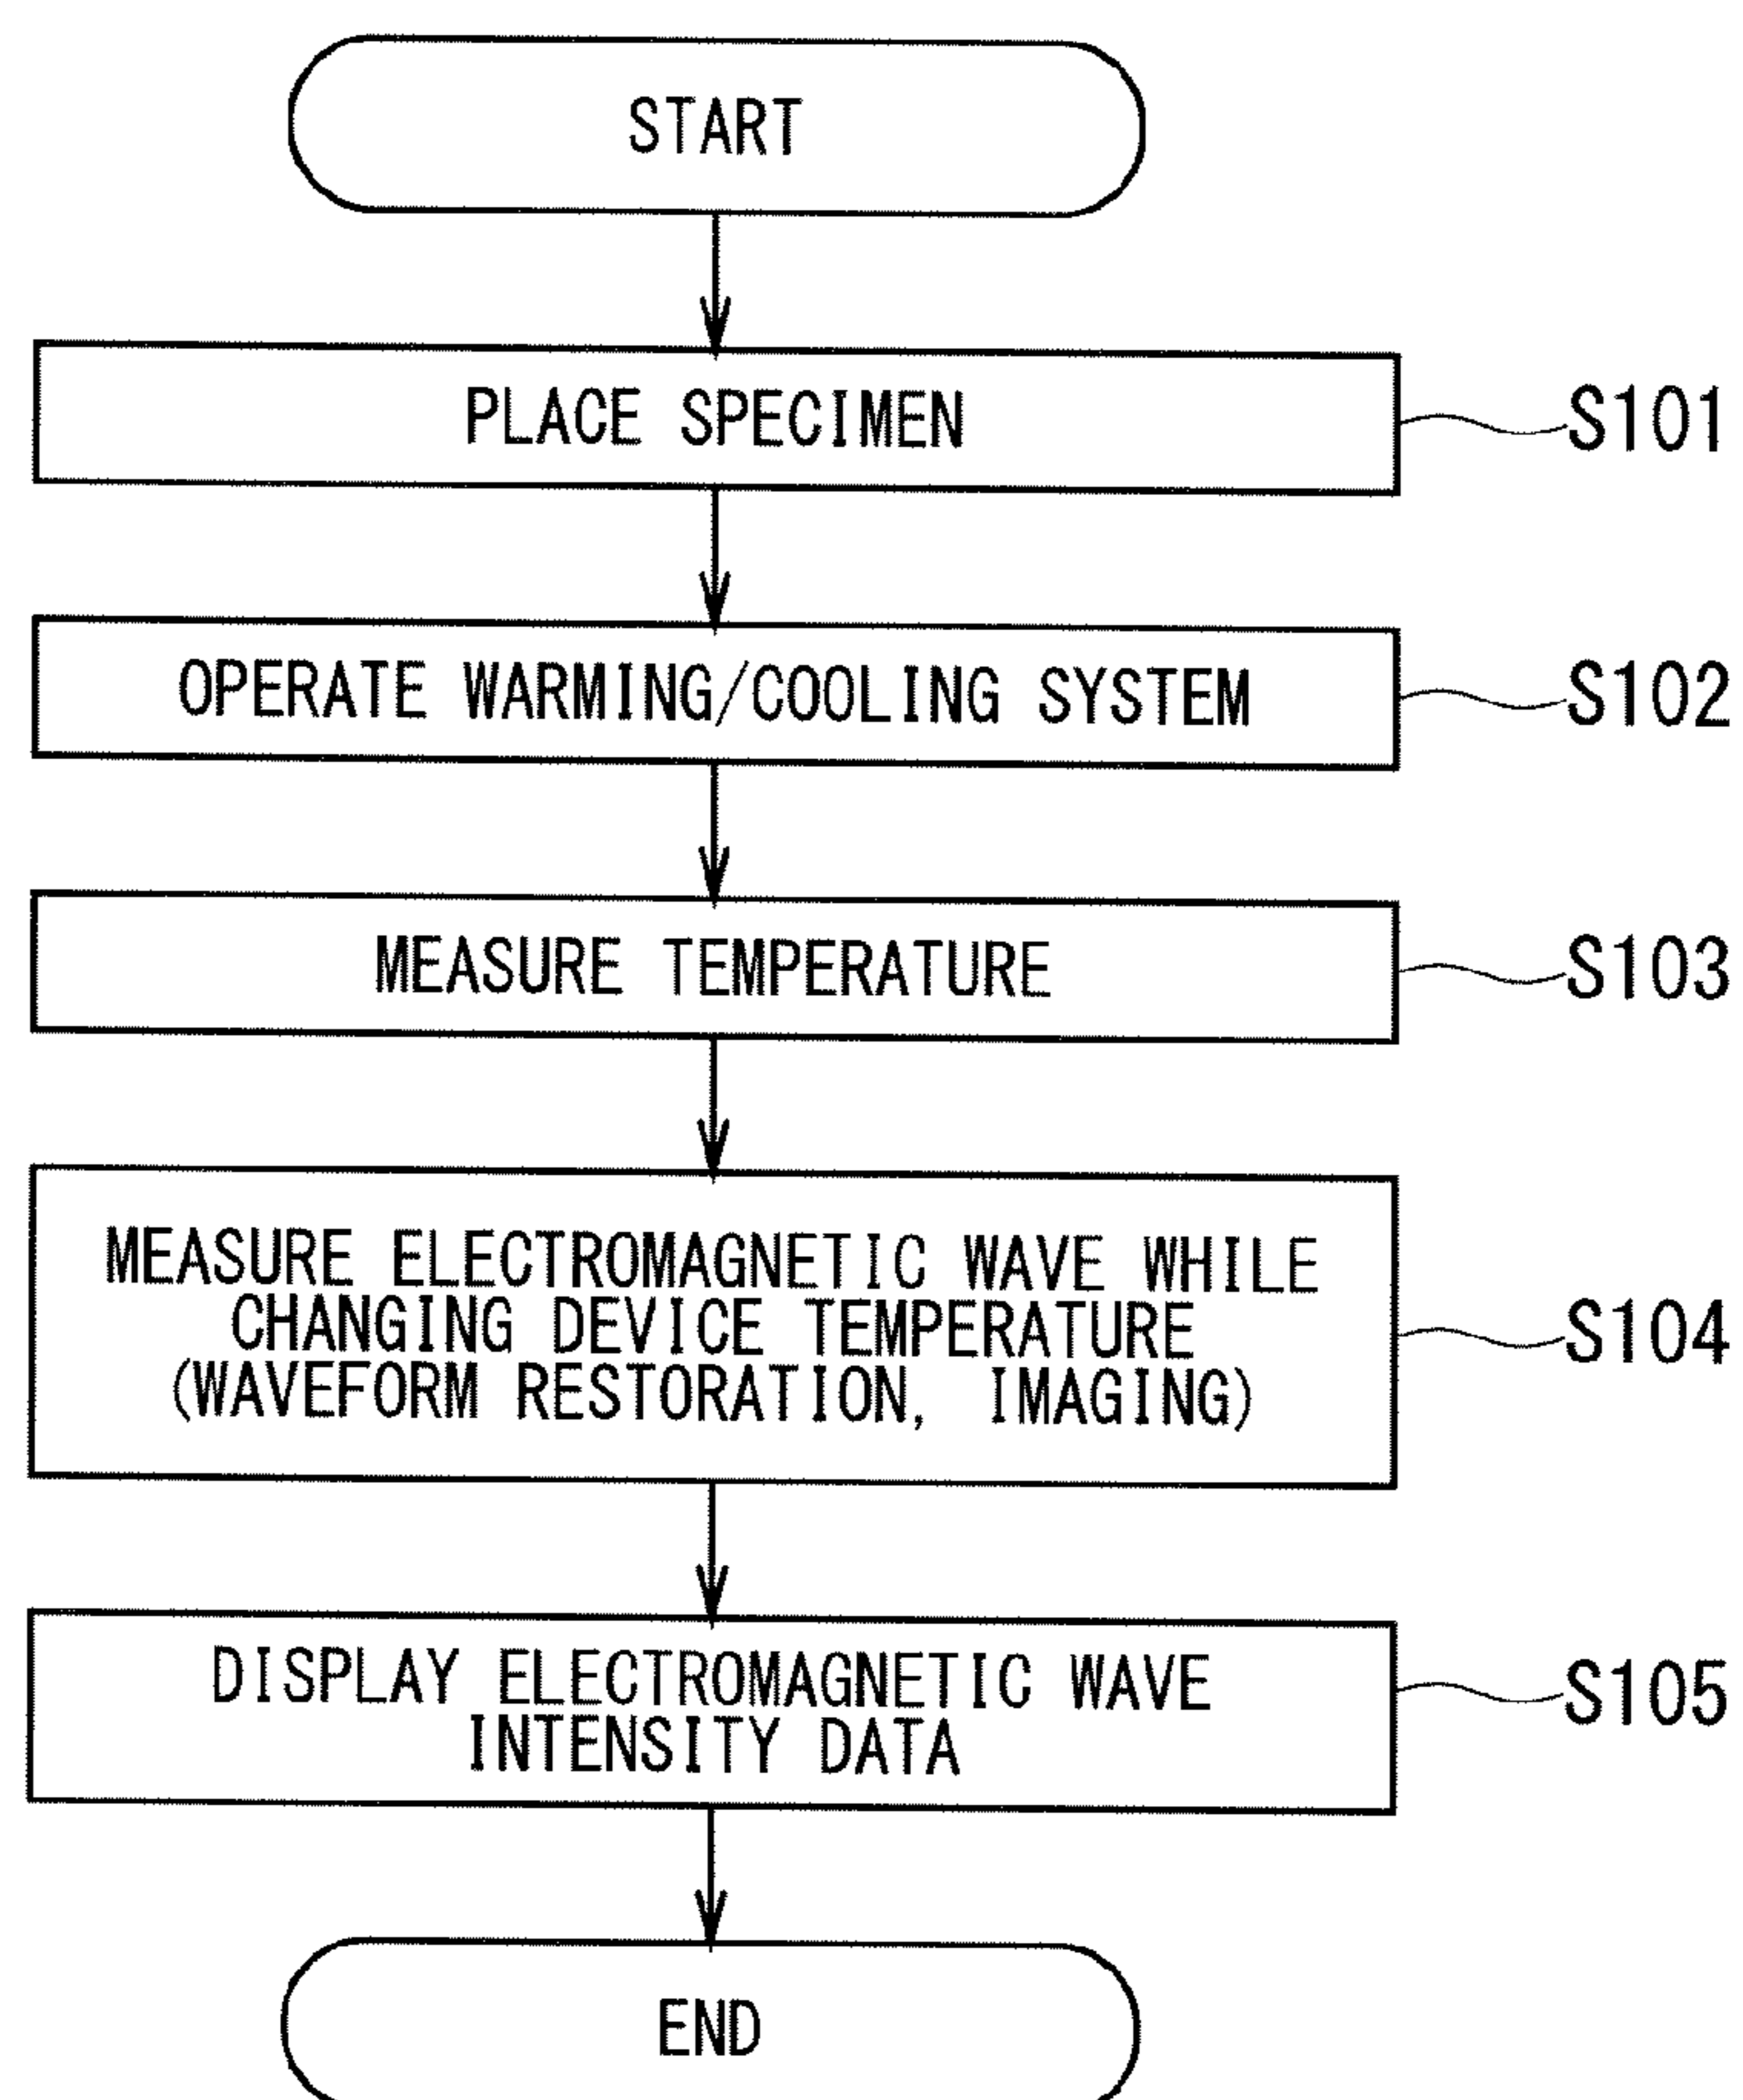 START
PLACE SPECIMEN
S101
OPERATE WARMING/COOLING SYSTEM
S102
MEASURE TEMPERATURE
S103
MEASURE ELECTROMAGNETIC WAVE WHILE
CHANGING DEVICE TEMPERATURE
(WAVEFORM RESTORATION, IMAGING)
S104
DISPLAY ELECTROMAGNETIC WAVE
INTENSITY DATA
S105
END